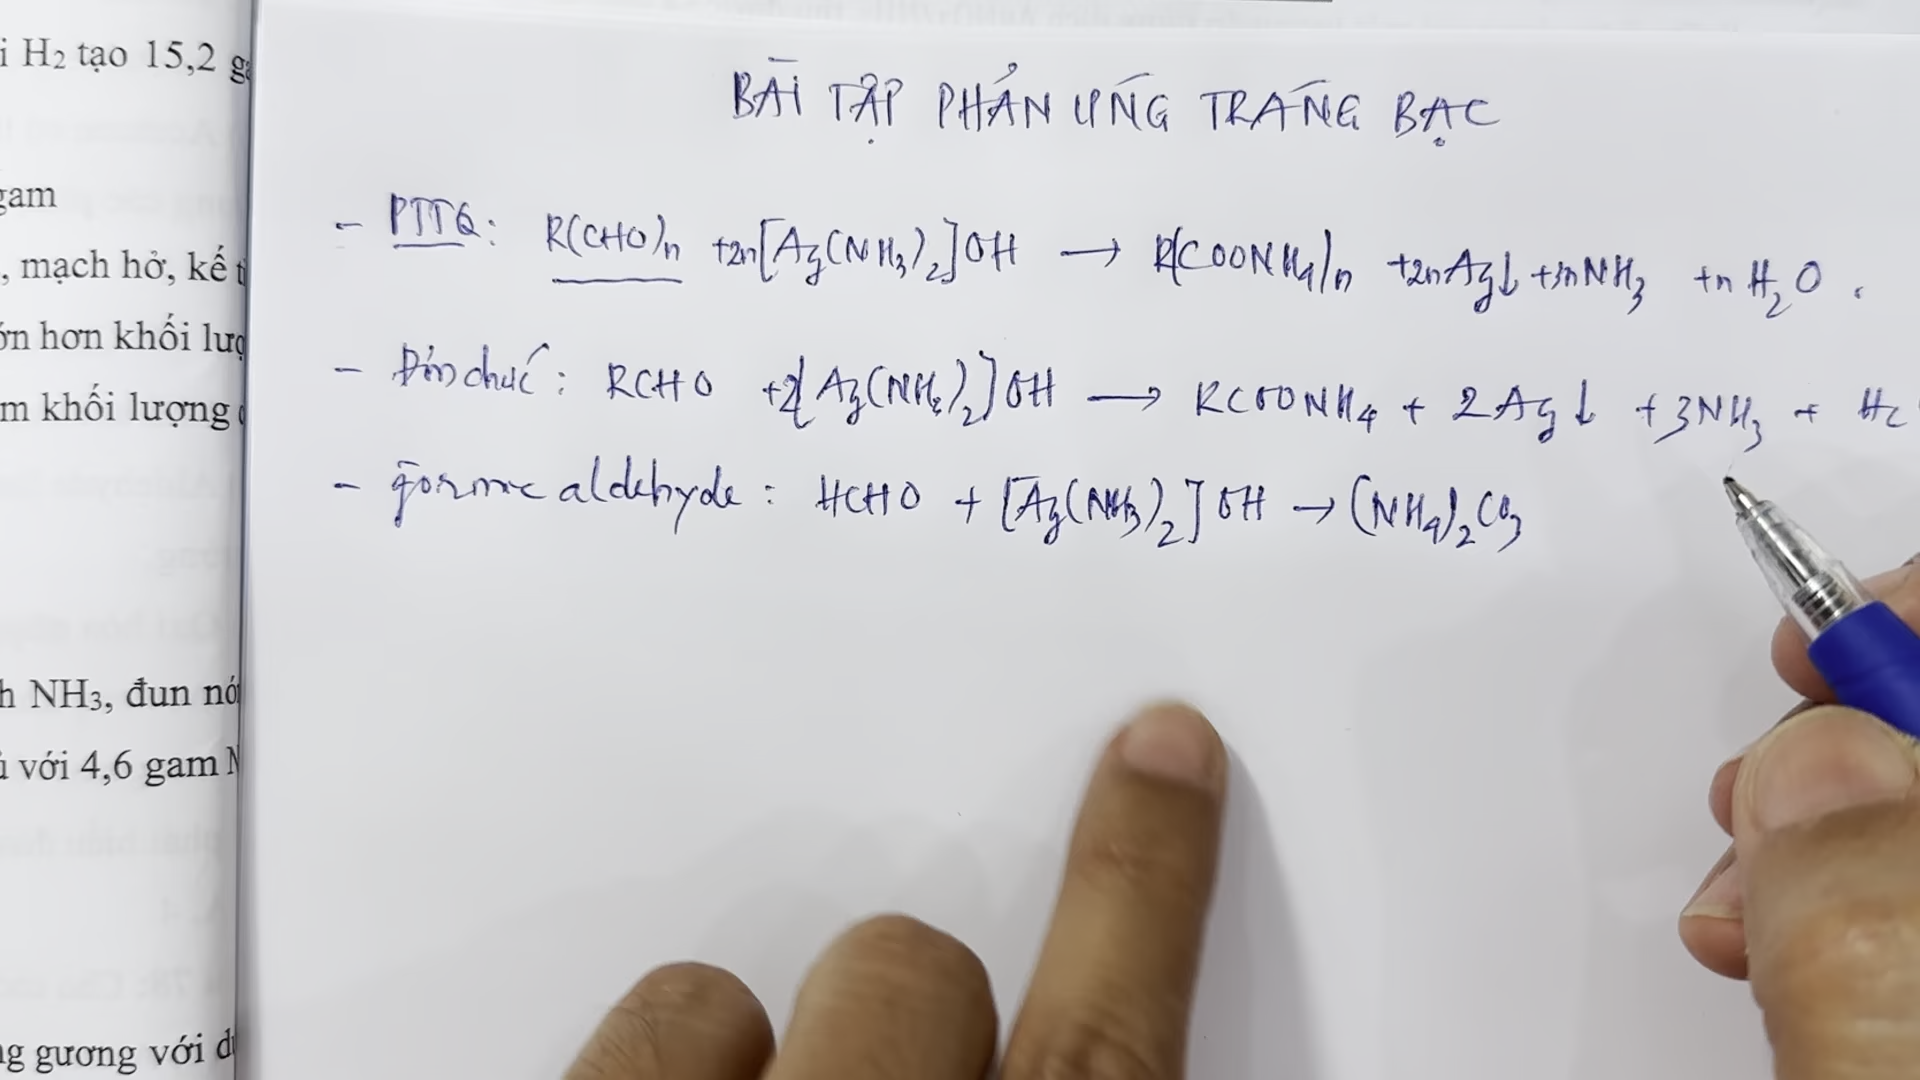 i H2 tạo 15,2 g
gam
, mạch hở, kế t
ớn hơn khối lượ
m khối lượng
h NH3, đun nó
ủ với 4,6 gam N
ng gương với d
BÀI TẬP PHẢN ỨNG TRÁNG BẠC
- PTTQ: R(CHO)n +2n[Ag(NH3)2]OH → R(COONH4)n +2nAg↓ +3nNH3 +nH2O.
- Đơn chức: RCHO +2[Ag(NH3)2]OH → RCOONH4 + 2Ag↓ +3NH3 + H2
- formic aldehyde: HCHO + [Ag(NH3)2]OH → (NH4)2CO3